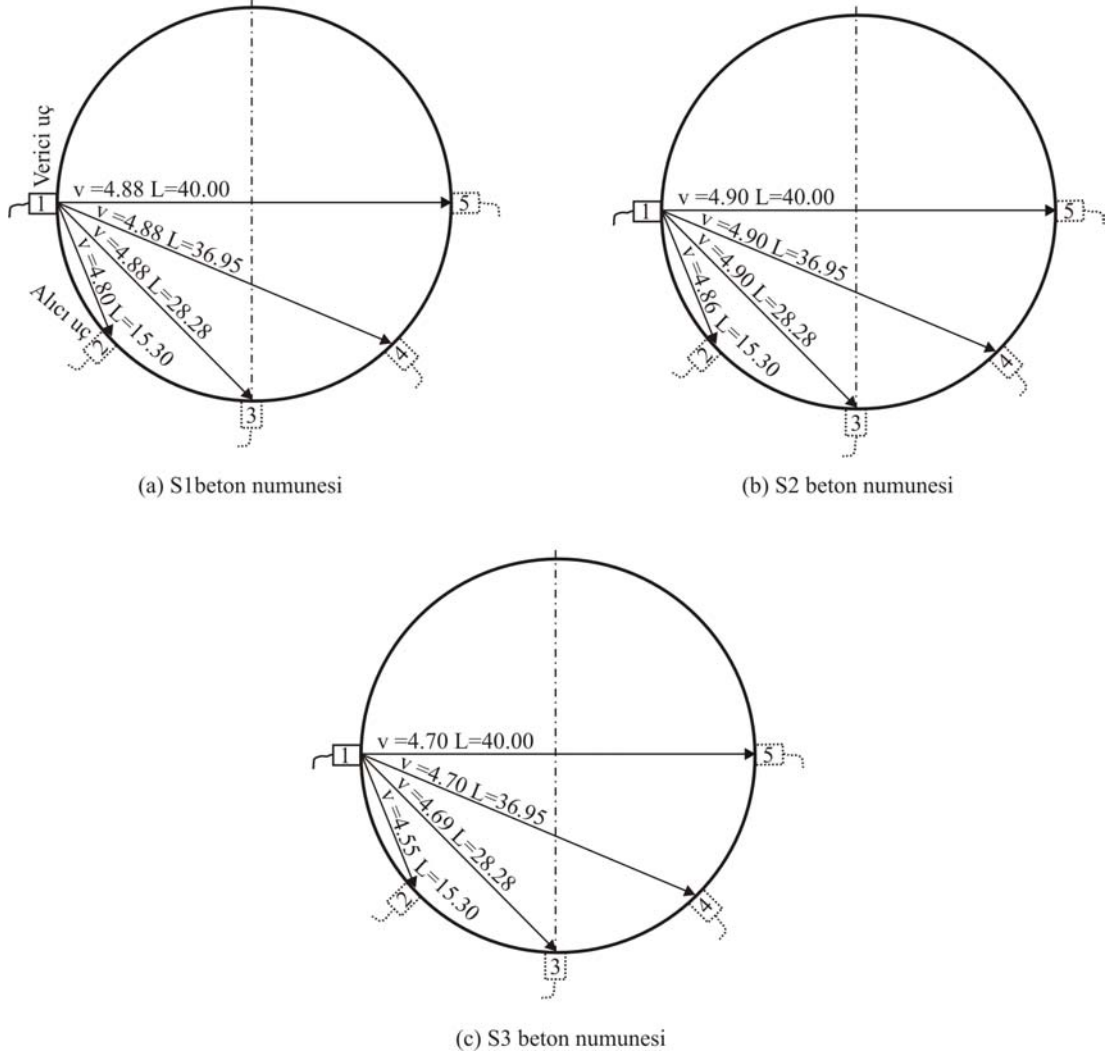 Verici uç
1
v =4.88 L=40.00
5
v =4.88 L=36.95
v =4.88 L=28.28
v =4.80 L=15.30
Alıcı uç
2
3
4
(a) S1beton numunesi
1
v =4.90 L=40.00
5
v =4.90 L=36.95
v =4.90 L=28.28
v =4.86 L=15.30
2
3
4
(b) S2 beton numunesi
1
v =4.70 L=40.00
5
v =4.70 L=36.95
v =4.69 L=28.28
v =4.55 L=15.30
2
3
4
(c) S3 beton numunesi